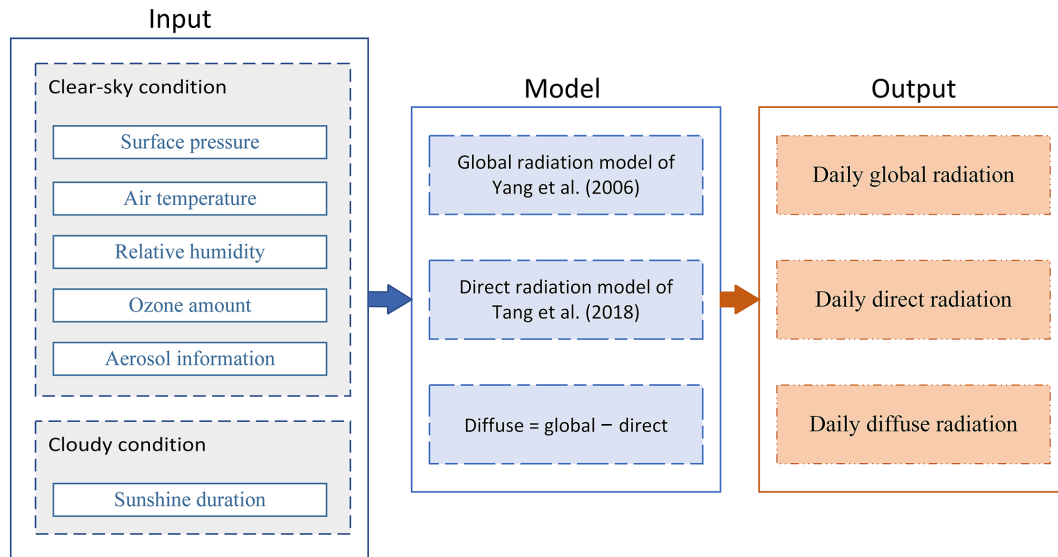 Input
Clear-sky condition
Surface pressure
Air temperature
Relative humidity
Ozone amount
Aerosol information
Cloudy condition
Sunshine duration
Model
Global radiation model of
Yang et al. (2006)
Direct radiation model of
Tang et al. (2018)
Diffuse = global − direct
Output
Daily global radiation
Daily direct radiation
Daily diffuse radiation